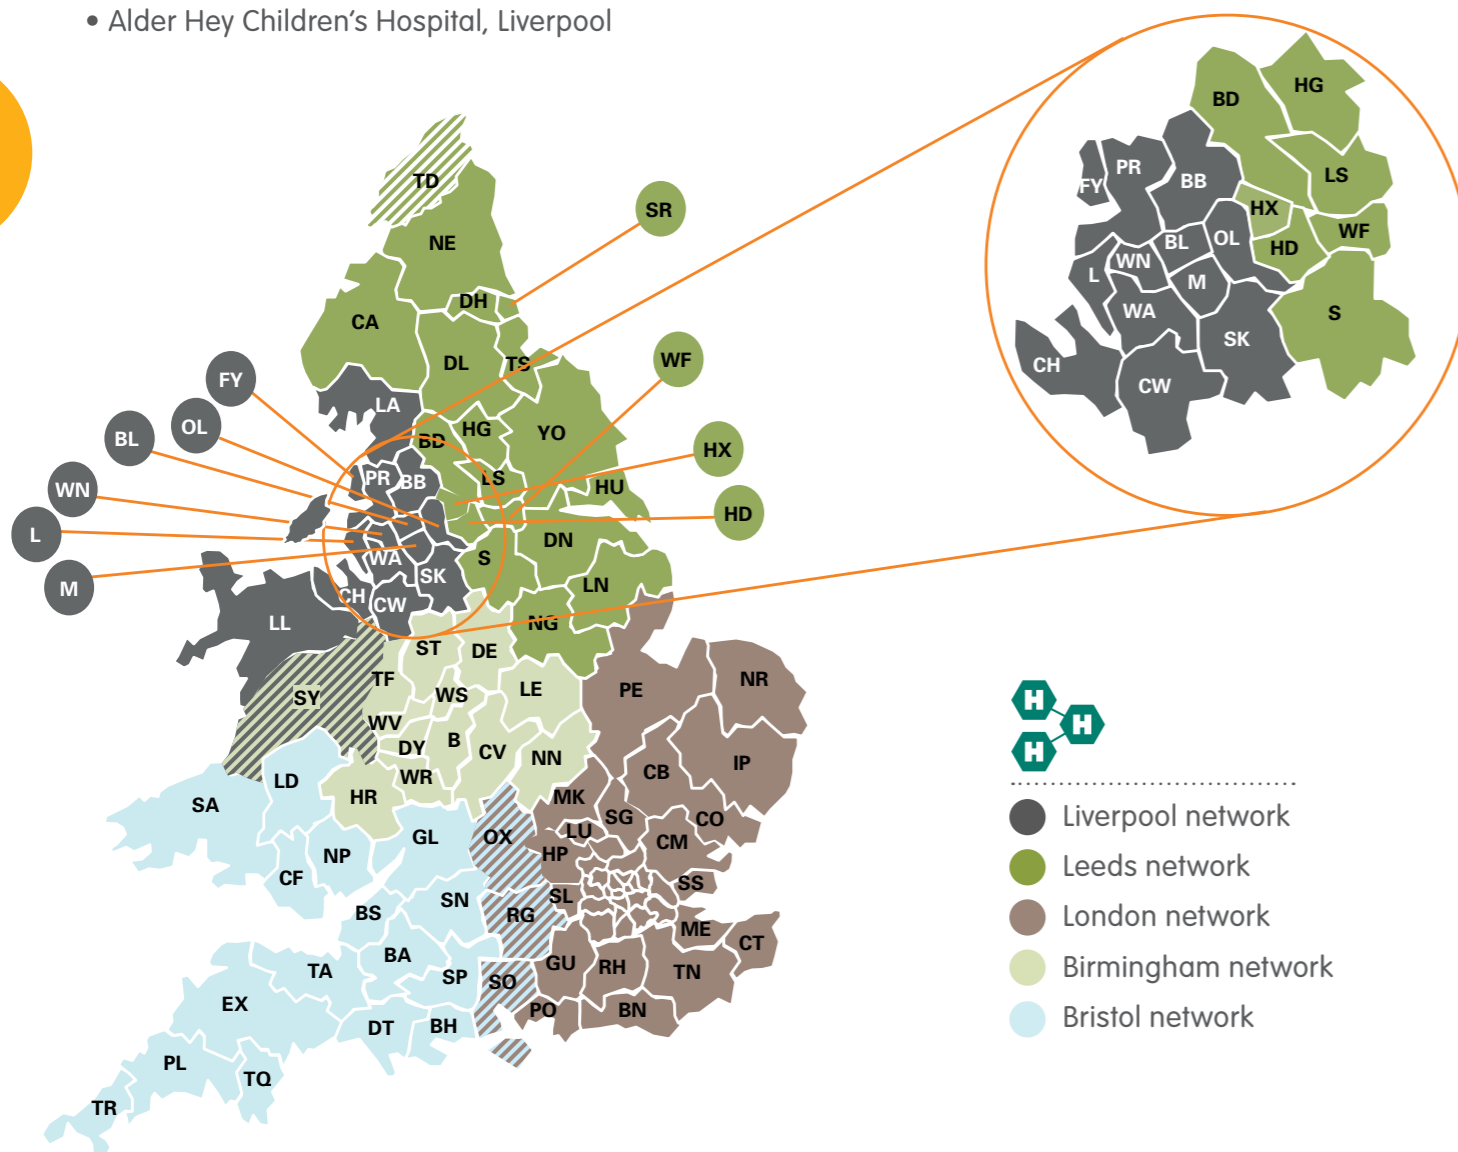 • Alder Hey Children's Hospital, Liverpool
BD
HG
FY
PR
BB
LS
HX
WF
HD
OL
BL
WN
L
M
WA
S
SK
CH
CW
TD
SR
NE
DH
CA
DL
TS
WF
FY
LA
OL
BL
BD
HG
YO
HX
PR
BB
LS
HU
WN
HD
L
DN
WA
S
M
SK
LN
CH
CW
LL
NG
ST
DE
TF
SY
WS
LE
PE
NR
WV
DY
B
CV
NN
WR
LD
HR
SA
CB
IP
MK
SG
CO
LU
OX
GL
HP
CM
NP
CF
SS
SL
SN
BS
RG
ME
CT
BA
GU
RH
TN
TA
SP
SO
EX
PO
BN
DT
BH
PL
TQ
TR
H
H
H
Liverpool network
Leeds network
London network
Birmingham network
Bristol network